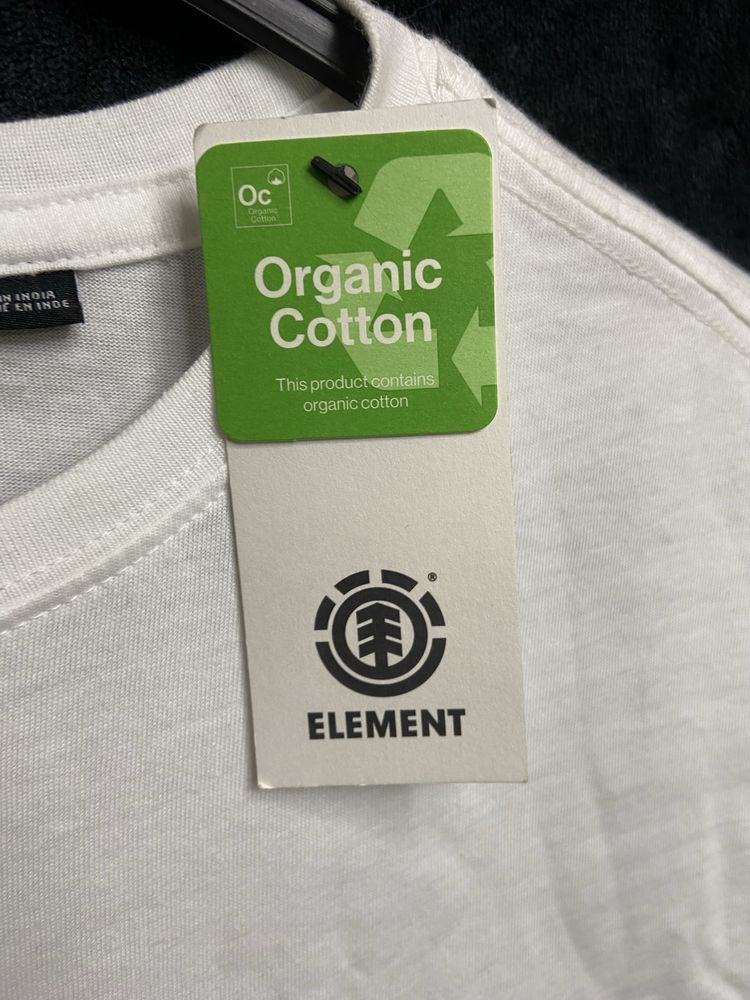 IN INDIA
EN INDE
Oc
Organic
Cotton
Organic
Cotton
This product contains
organic cotton
®
ELEMENT